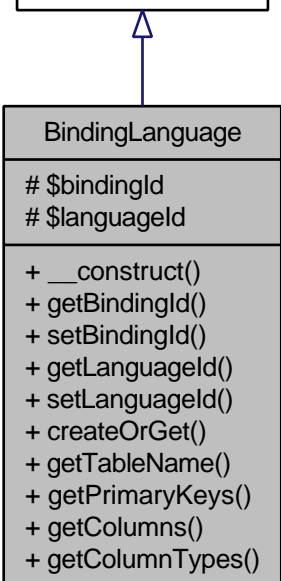 BindingLanguage
# $bindingId
# $languageId
+ __construct()
+ getBindingId()
+ setBindingId()
+ getLanguageId()
+ setLanguageId()
+ createOrGet()
+ getTableName()
+ getPrimaryKeys()
+ getColumns()
+ getColumnTypes()